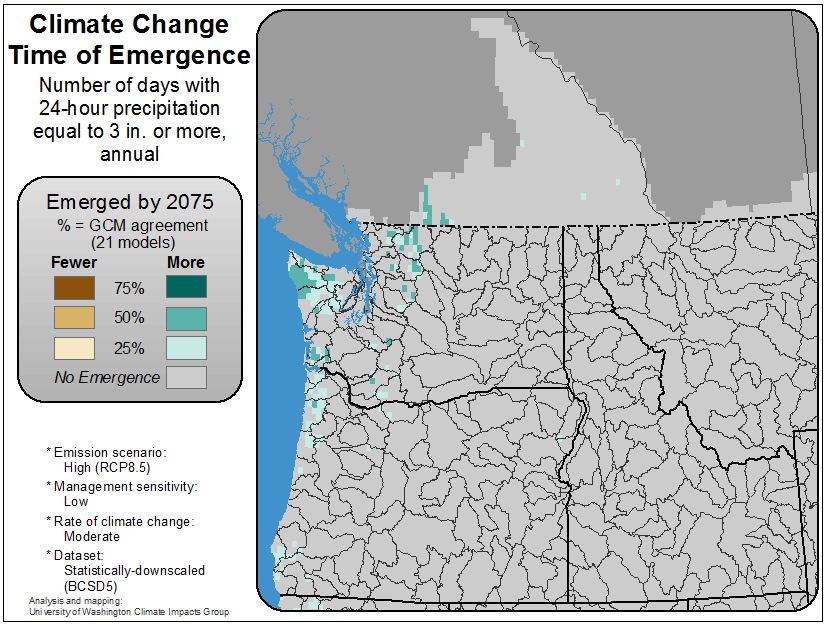 Climate Change
Time of Emergence
Number of days with
24-hour precipitation
equal to 3 in. or more,
annual
Emerged by 2075
% = GCM agreement
(21 models)
Fewer More
75%
50%
25%
No Emergence
* Emission scenario:
High (RCP8.5)
* Management sensitivity:
Low
* Rate of climate change:
Moderate
* Dataset:
Statistically-downscaled
(BCSD5)
Analysis and mapping:
University of Washington Climate Impacts Group